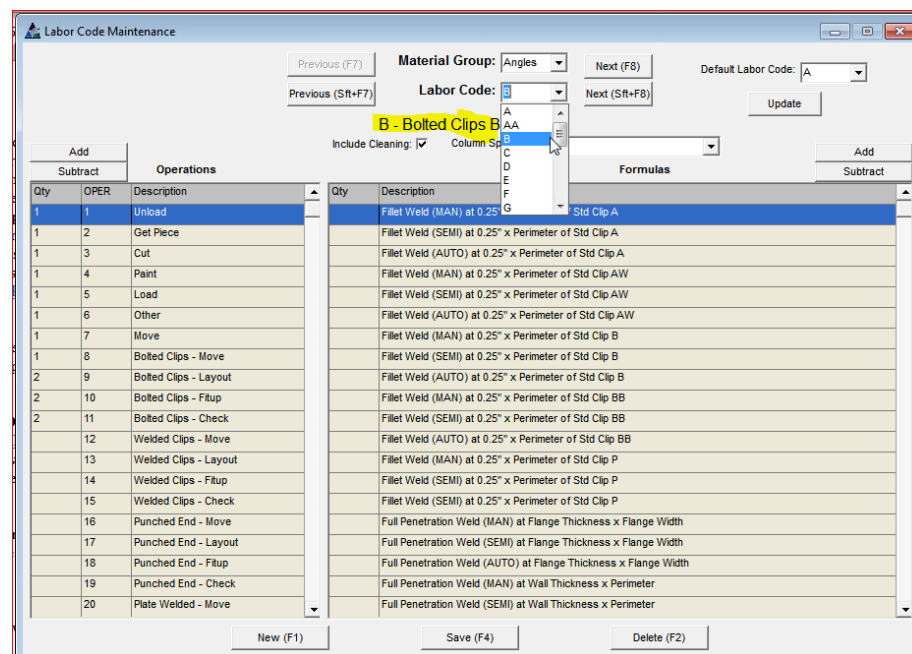 Labor Code Maintenance
Previous (F7) Material Group: Angles Next (F8) Default Labor Code: A
Previous (Sft+F7) Labor Code: B Next (Sft+F8)
Update
B - Bolted Clips B
A
AA
B
C
D
E
F
G
Include Cleaning: Column Sp
Add Add
Subtract Operations Formulas Subtract
Qty OPER Description Qty Description
1 1 Unload Fillet Weld (MAN) at 0.25" of Std Clip A
1 2 Get Piece Fillet Weld (SEMI) at 0.25" x Perimeter of Std Clip A
1 3 Cut Fillet Weld (AUTO) at 0.25" x Perimeter of Std Clip A
1 4 Paint Fillet Weld (MAN) at 0.25" x Perimeter of Std Clip AW
1 5 Load Fillet Weld (SEMI) at 0.25" x Perimeter of Std Clip AW
1 6 Other Fillet Weld (AUTO) at 0.25" x Perimeter of Std Clip AW
1 7 Move Fillet Weld (MAN) at 0.25" x Perimeter of Std Clip B
1 8 Bolted Clips - Move Fillet Weld (SEMI) at 0.25" x Perimeter of Std Clip B
2 9 Bolted Clips - Layout Fillet Weld (AUTO) at 0.25" x Perimeter of Std Clip B
2 10 Bolted Clips - Fitup Fillet Weld (MAN) at 0.25" x Perimeter of Std Clip BB
2 11 Bolted Clips - Check Fillet Weld (SEMI) at 0.25" x Perimeter of Std Clip BB
12 Welded Clips - Move Fillet Weld (AUTO) at 0.25" x Perimeter of Std Clip BB
13 Welded Clips - Layout Fillet Weld (MAN) at 0.25" x Perimeter of Std Clip P
14 Welded Clips - Fitup Fillet Weld (SEMI) at 0.25" x Perimeter of Std Clip P
15 Welded Clips - Check Fillet Weld (SEMI) at 0.25" x Perimeter of Std Clip P
16 Punched End - Move Full Penetration Weld (MAN) at Flange Thickness x Flange Width
17 Punched End - Layout Full Penetration Weld (SEMI) at Flange Thickness x Flange Width
18 Punched End - Fitup Full Penetration Weld (AUTO) at Flange Thickness x Flange Width
19 Punched End - Check Full Penetration Weld (MAN) at Wall Thickness x Perimeter
20 Plate Welded - Move Full Penetration Weld (SEMI) at Wall Thickness x Perimeter
New (F1) Save (F4) Delete (F2)